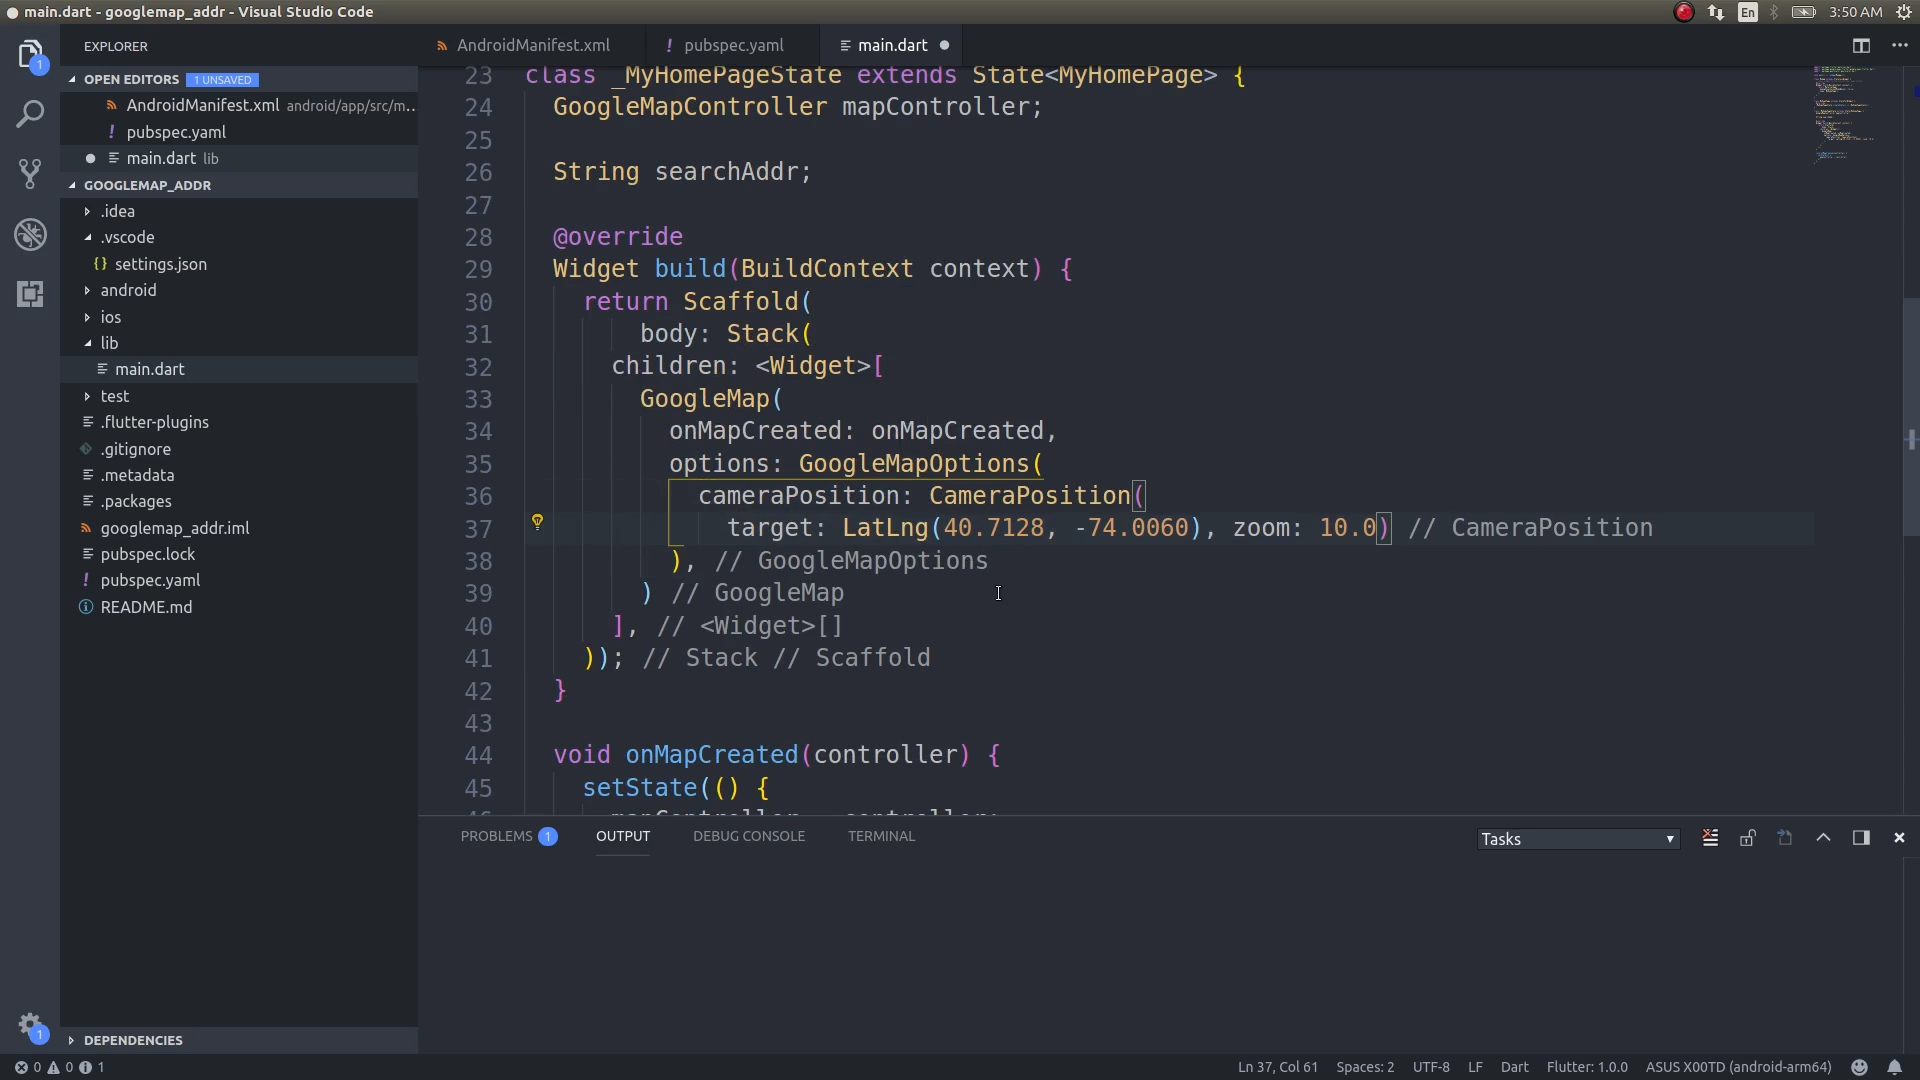 main.dart - googlemap_addr - Visual Studio Code
En
3:50 AM
EXPLORER
OPEN EDITORS 1 UNSAVED
AndroidManifest.xml android/app/src/m...
! pubspec.yaml
main.dart lib
GOOGLEMAP_ADDR
.idea
.vscode
{} settings.json
android
ios
lib
main.dart
test
.flutter-plugins
.gitignore
.metadata
.packages
googlemap_addr.iml
pubspec.lock
! pubspec.yaml
README.md
DEPENDENCIES
1
1
AndroidManifest.xml ! pubspec.yaml main.dart
23 class _MyHomePageState extends State<MyHomePage> {
24 GoogleMapController mapController;
25
26 String searchAddr;
27
28 @override
29 Widget build(BuildContext context) {
30 return Scaffold(
31 body: Stack(
32 children: <Widget>[
33 GoogleMap(
34 onMapCreated: onMapCreated,
35 options: GoogleMapOptions(
36 cameraPosition: CameraPosition(
37 target: LatLng(40.7128, -74.0060), zoom: 10.0) // CameraPosition
38 ), // GoogleMapOptions
39 ) // GoogleMap
40 ], // <Widget>[]
41 )); // Stack // Scaffold
42 }
43
44 void onMapCreated(controller) {
45 setState(() {
PROBLEMS 1 OUTPUT DEBUG CONSOLE TERMINAL
Tasks
0 0 1
Ln 37, Col 61 Spaces: 2 UTF-8 LF Dart Flutter: 1.0.0 ASUS X00TD (android-arm64)